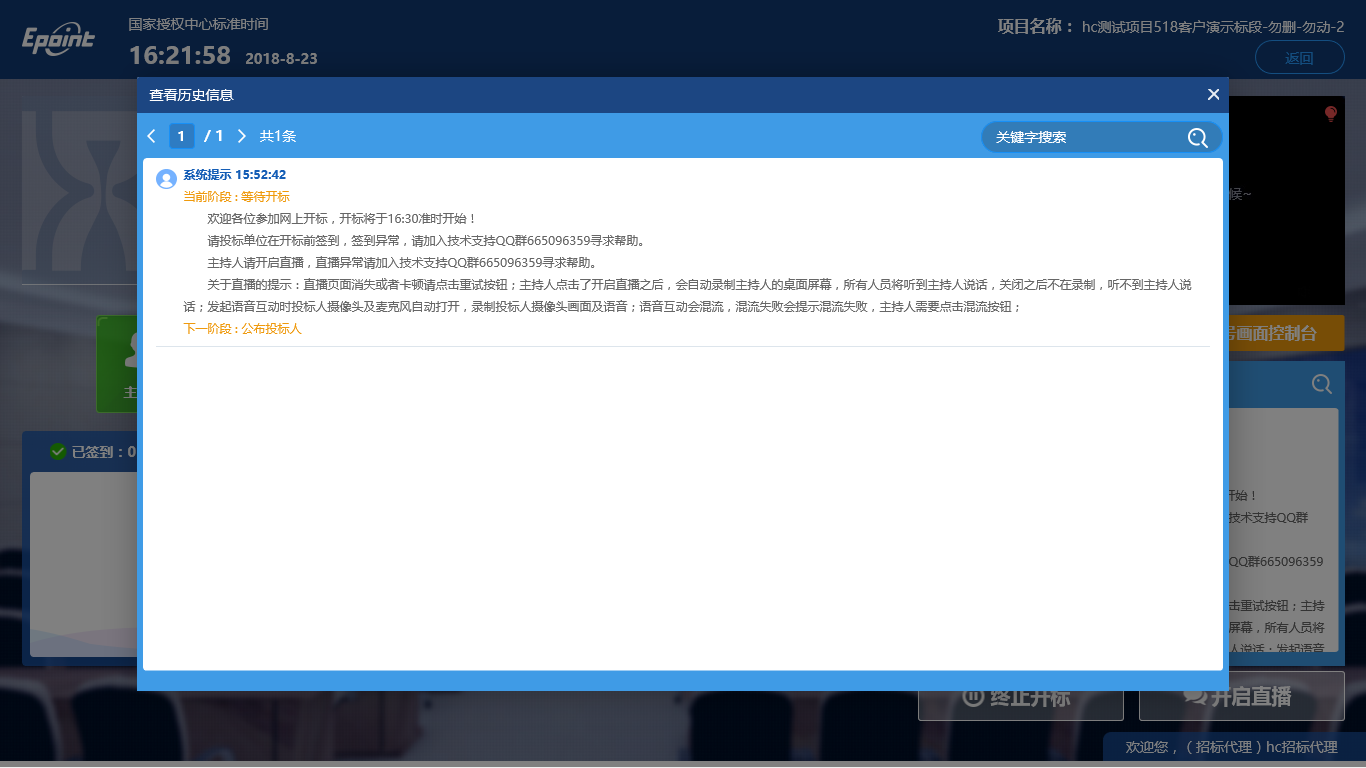 Epoint
国家授权中心标准时间
16:21:58 2018-8-23
项目名称： hc测试项目518客户演示标段-勿删-勿动-2
返回
查看历史信息
1 / 1 共1条
关键字搜索
系统提示 15:52:42
当前阶段 : 等待开标
欢迎各位参加网上开标，开标将于16:30准时开始！
请投标单位在开标前签到，签到异常，请加入技术支持QQ群665096359寻求帮助。
主持人请开启直播，直播异常请加入技术支持QQ群665096359寻求帮助。
关于直播的提示：直播页面消失或者卡顿请点击重试按钮；主持人点击了开启直播之后，会自动录制主持人的桌面屏幕，所有人员将听到主持人说话，关闭之后不在录制，听不到主持人说
话；发起语音互动时投标人摄像头及麦克风自动打开，录制投标人摄像头画面及语音；语音互动会混流，混流失败会提示混流失败，主持人需要点击混流按钮；
下一阶段 : 公布投标人
候~
画面控制台
主
已签到：0
开始！
技术支持QQ群
QQ群665096359
击重试按钮；主持
屏幕，所有人员将
人说话；发起语音
终止开标
开启直播
欢迎您，（招标代理）hc招标代理